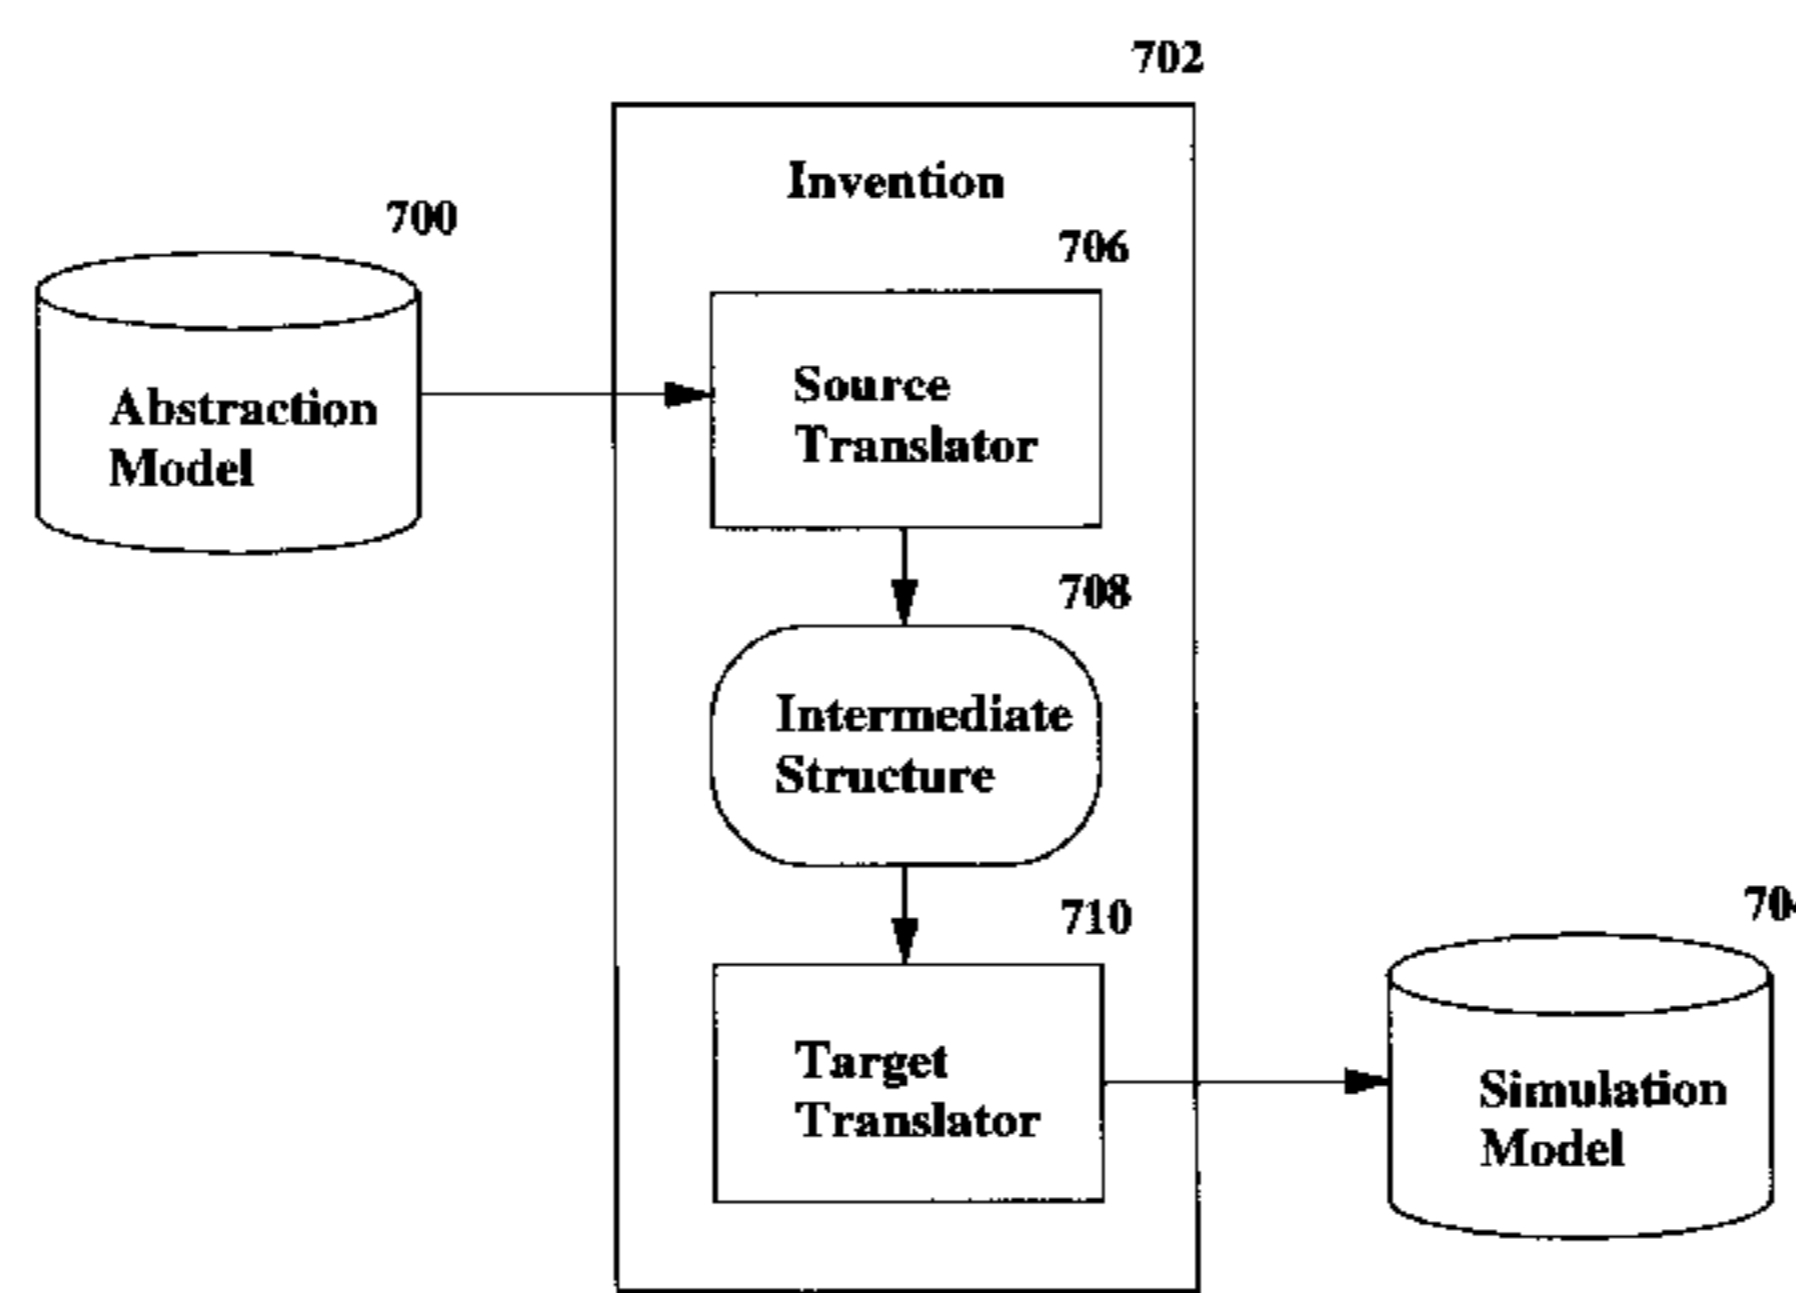 702
Invention
700
706
Abstraction
Model
Source
Translator
708
Intermediate
Structure
710
Target
Translator
Simulation
Model